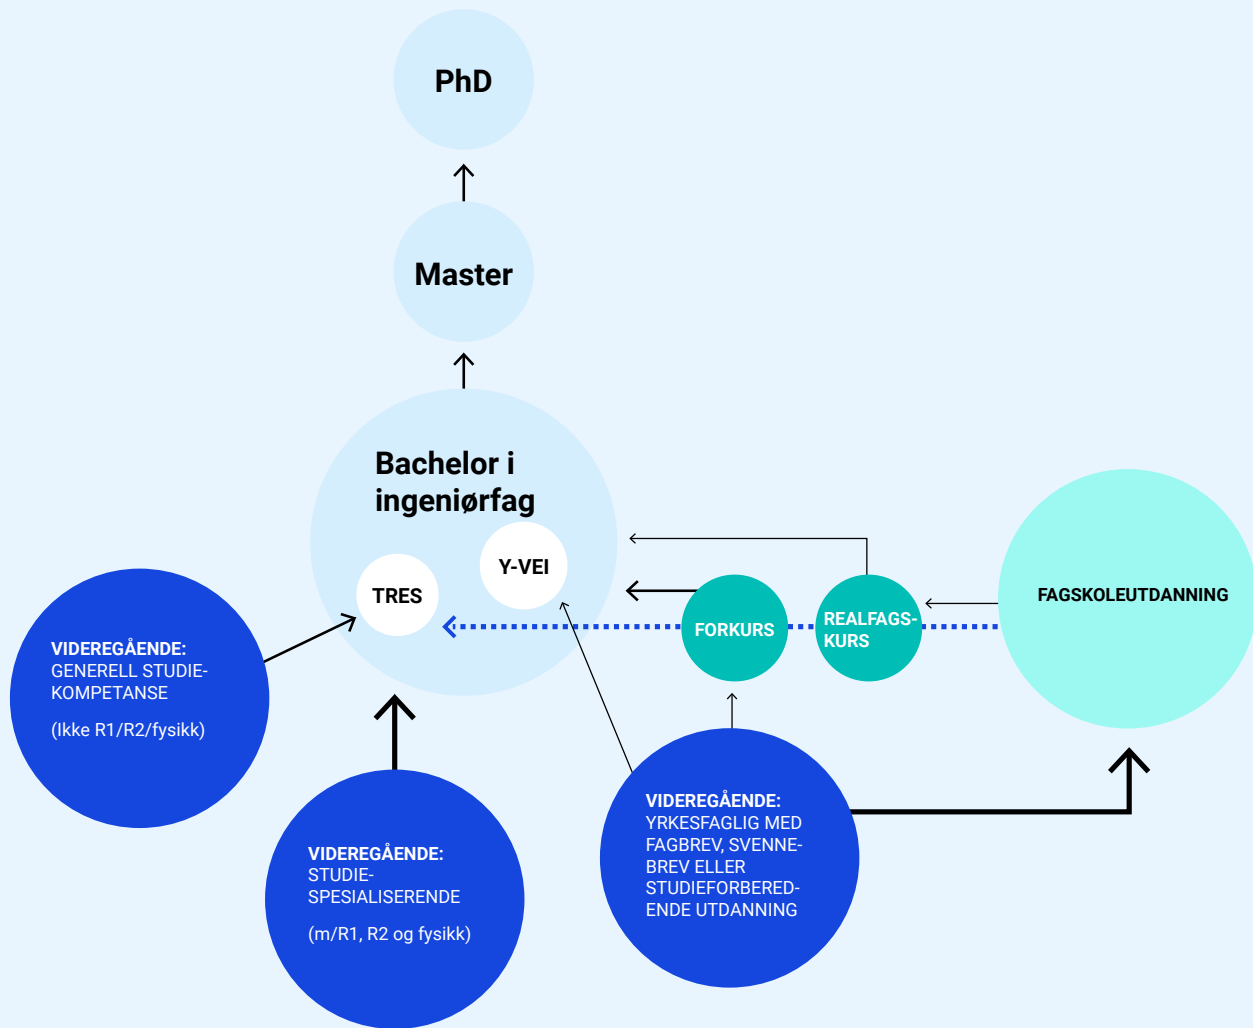 PhD
Master
Bachelor i
ingeniørfag
Y-VEI
TRES
FORKURS
REALFAGS-
KURS
FAGSKOLEUTDANNING
VIDEREGÅENDE:
GENERELL STUDIE-
KOMPETANSE
(Ikke R1/R2/fysikk)
VIDEREGÅENDE:
STUDIE-
SPESIALISERENDE
(m/R1, R2 og fysikk)
VIDEREGÅENDE:
YRKESFAGLIG MED
FAGBREV, SVENNE-
BREV ELLER
STUDIEFORBERED-
ENDE UTDANNING